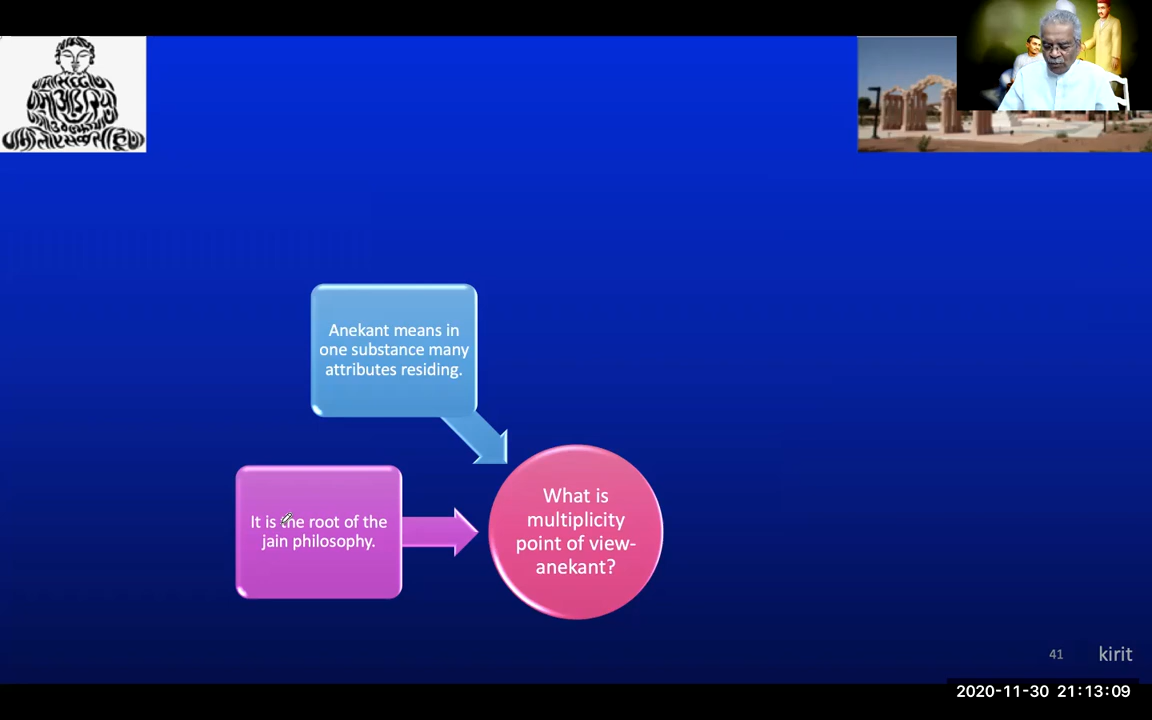 Anekant means in
one substance many
attributes residing.
It is the root of the
jain philosophy.
What is
multiplicity
point of view-
anekant?
41
kirit
2020-11-30 21:13:09